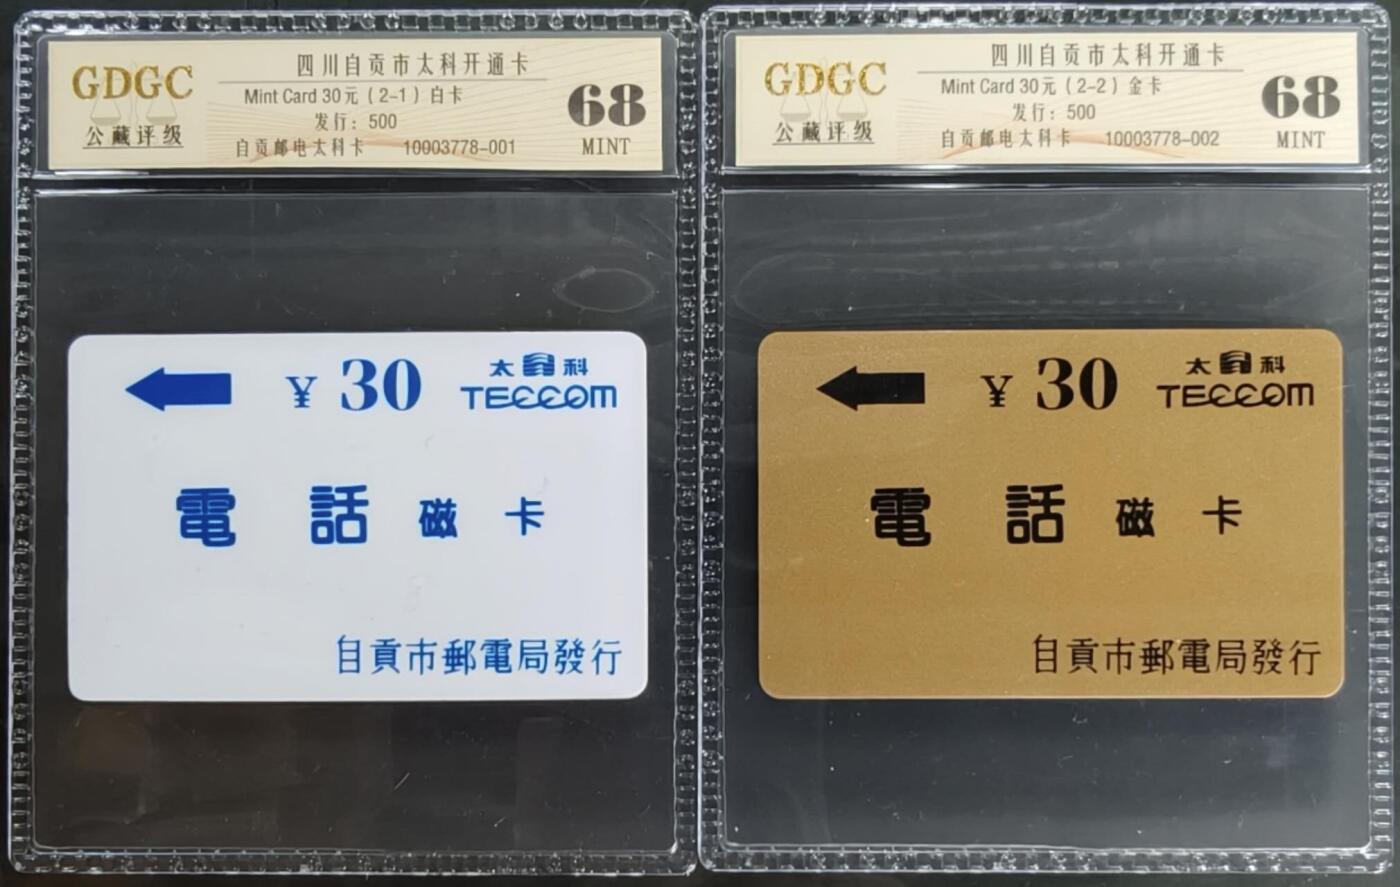 GDGC
公藏评级
四川自贡市太科开通卡
Mint Card 30元（2-1）白卡
发行：500
自贡邮电太科卡 10003778-001
68
MINT
¥ 30
太 科
TECCOM
電話磁卡
自貢市郵電局發行
GDGC
公藏评级
四川自贡市太科开通卡
Mint Card 30元（2-2）金卡
发行：500
自贡邮电太科卡 10003778-002
68
MINT
¥ 30
太 科
TECCOM
電話磁卡
自貢市郵電局發行